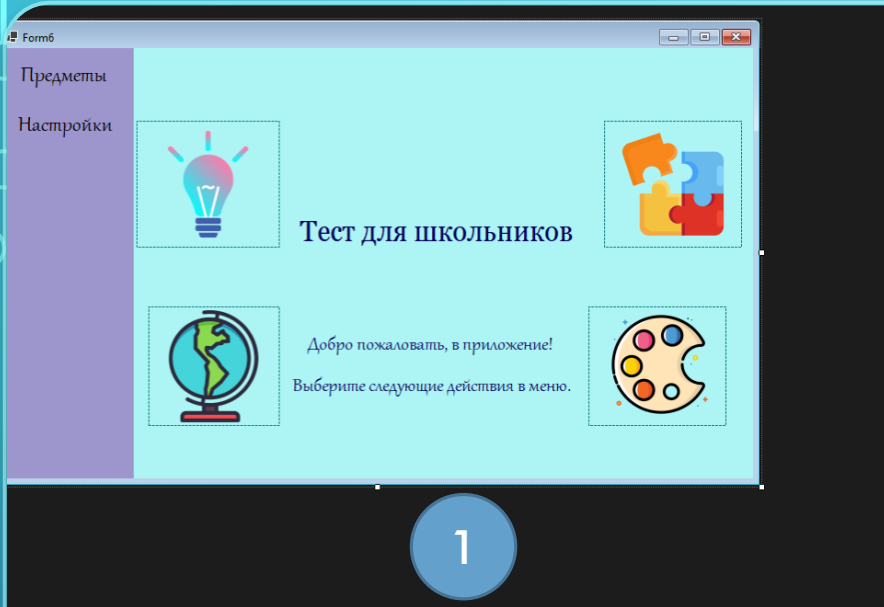 Form6
Предметы
Настройки
Тест для школьников
Добро пожаловать, в приложение!
Выберите следующие действия в меню.
1